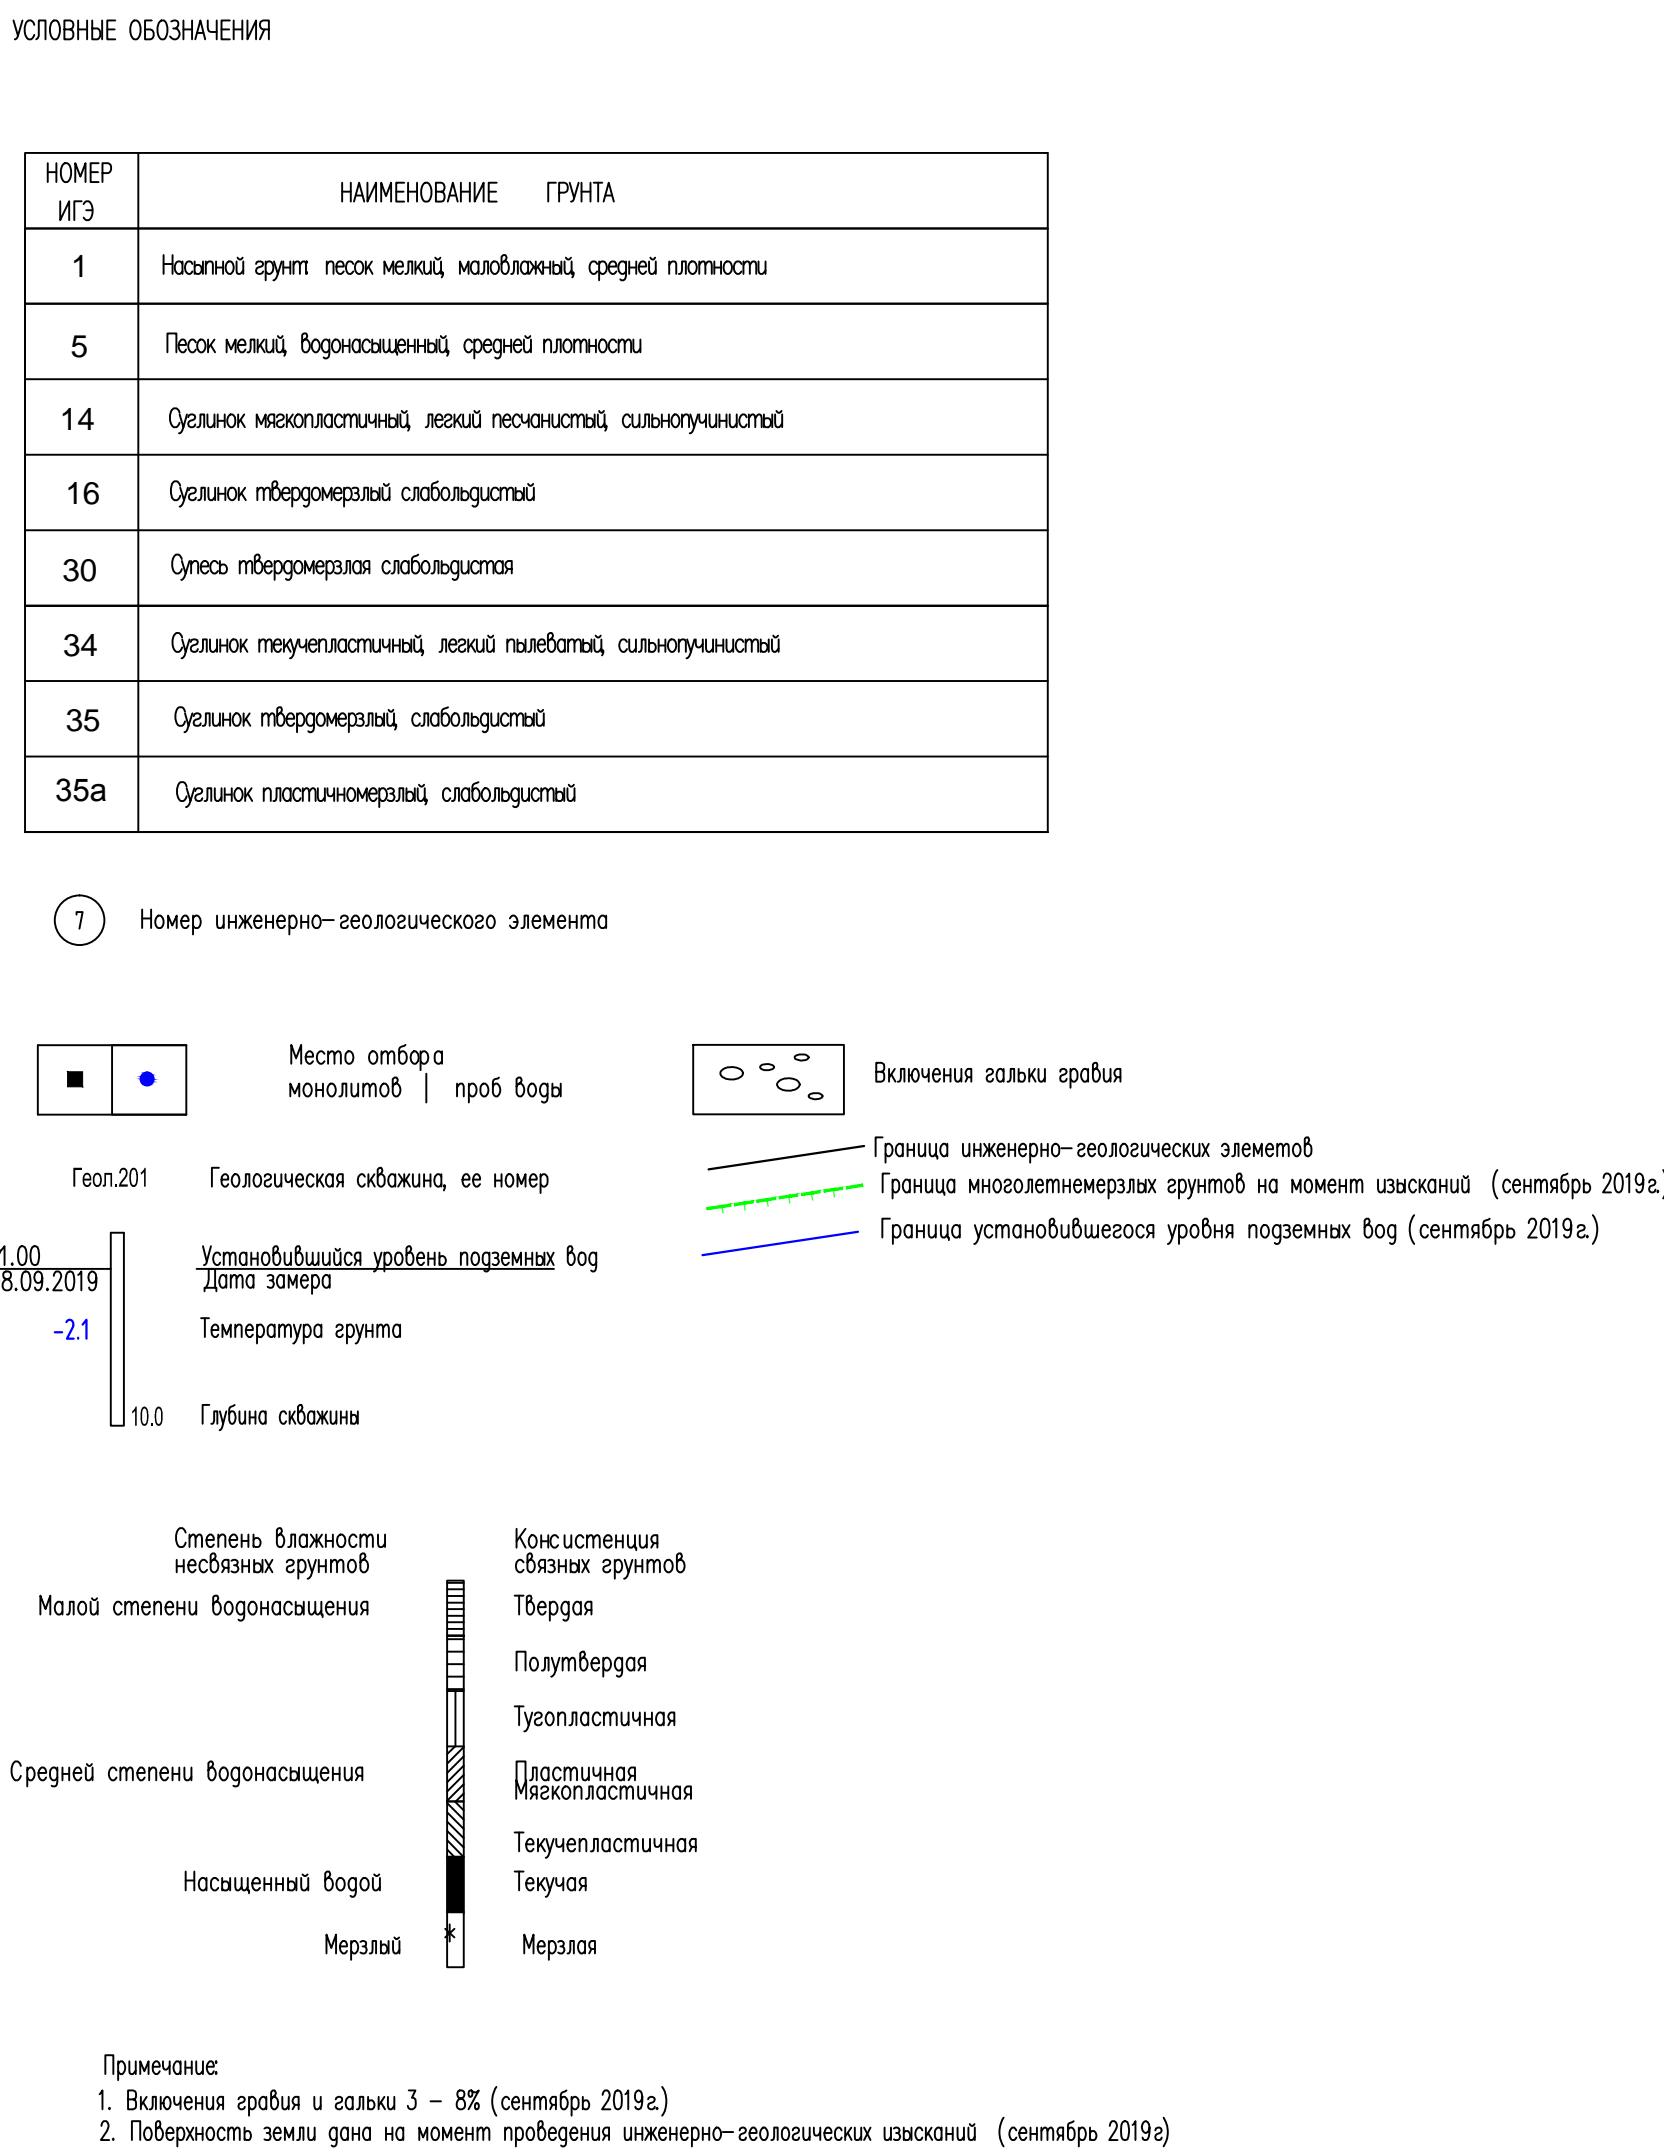 УСЛОВНЫЕ ОБОЗНАЧЕНИЯ
НОМЕР ИГЭ
НАИМЕНОВАНИЕ ГРУНТА
1 Насыпной грунт: песок мелкий, маловлажный, средней плотности
5 Песок мелкий, водонасыщенный, средней плотности
14 Суглинок мягкопластичный, легкий песчанистый, сильнопучинистый
16 Суглинок твердомерзлый слабольдистый
30 Супесь твердомерзлая слабольдистая
34 Суглинок текучепластичный, легкий пылеватый, сильнопучинистый
35 Суглинок твердомерзлый, слабольдистый
35а Суглинок пластичномерзлый, слабольдистый
7 Номер инженерно-геологического элемента
Место отбора
монолитов | проб воды
Включения гальки гравия
Геол.201 Геологическая скважина, ее номер
Граница инженерно-геологических элеметов
Граница многолетнемерзлых грунтов на момент изысканий (сентябрь 2019г.)
Граница установившегося уровня подземных вод (сентябрь 2019г.)
1.00 Установившийся уровень подземных вод
8.09.2019 Дата замера
-2.1 Температура грунта
10.0 Глубина скважины
Степень влажности
несвязных грунтов
Консистенция
связных грунтов
Малой степени водонасыщения Твердая
Полутвердая
Тугопластичная
Средней степени водонасыщения Пластичная
Мягкопластичная
Текучепластичная
Насыщенный водой Текучая
Мерзлый Мерзлая
Примечание:
1. Включения гравия и гальки 3 - 8% (сентябрь 2019г.)
2. Поверхность земли дана на момент проведения инженерно-геологических изысканий (сентябрь 2019г)